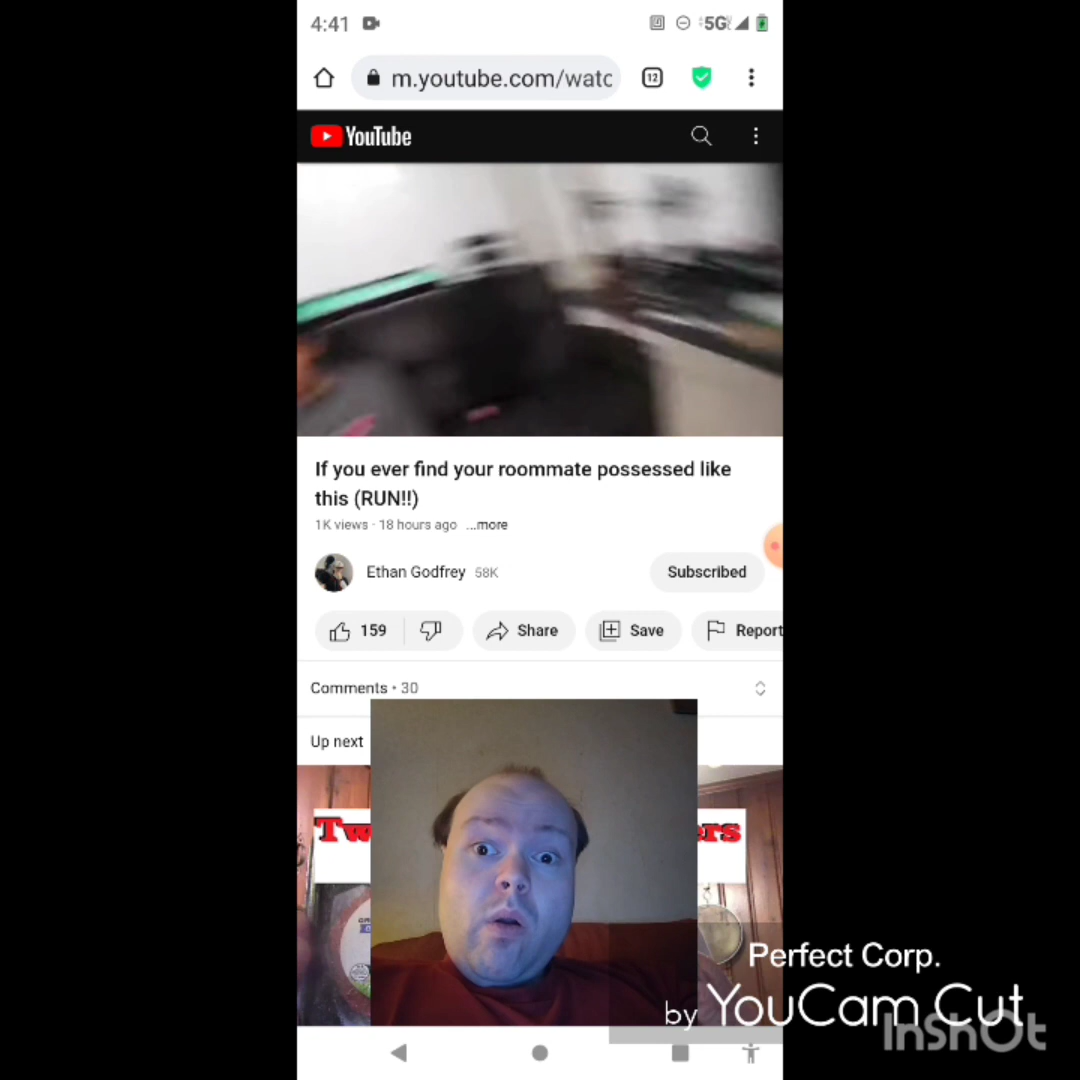 4:41
5G
m.youtube.com/watc
12
YouTube
If you ever find your roommate possessed like
this (RUN!!)
1K views · 18 hours ago ...more
Ethan Godfrey 58K
Subscribed
159
Share
Save
Report
Comments • 30
Up next
Tw
ers
Perfect Corp.
by YouCam Cut
InShOt